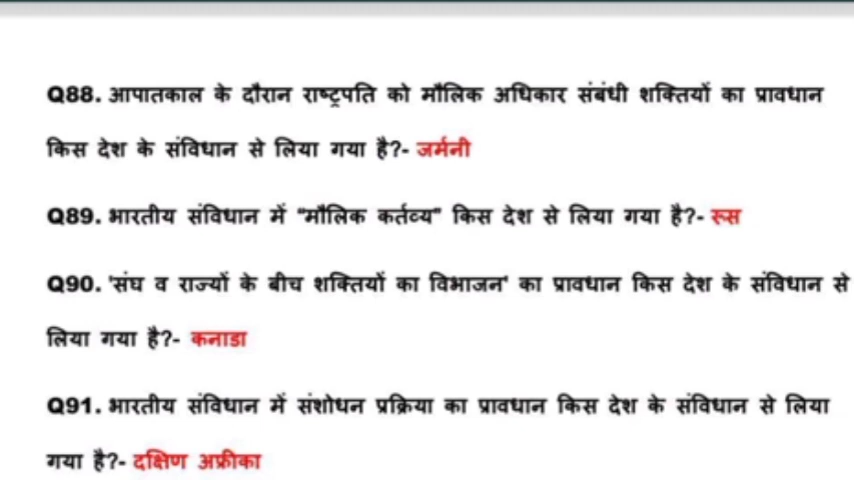 Q88. आपातकाल के दौरान राष्ट्रपति को मौलिक अधिकार संबंधी शक्तियों का प्रावधान
किस देश के संविधान से लिया गया है?- जर्मनी
Q89. भारतीय संविधान में "मौलिक कर्तव्य" किस देश से लिया गया है?- रूस
Q90. 'संघ व राज्यों के बीच शक्तियों का विभाजन' का प्रावधान किस देश के संविधान से
लिया गया है?- कनाडा
Q91. भारतीय संविधान में संशोधन प्रक्रिया का प्रावधान किस देश के संविधान से लिया
गया है?- दक्षिण अफ्रीका